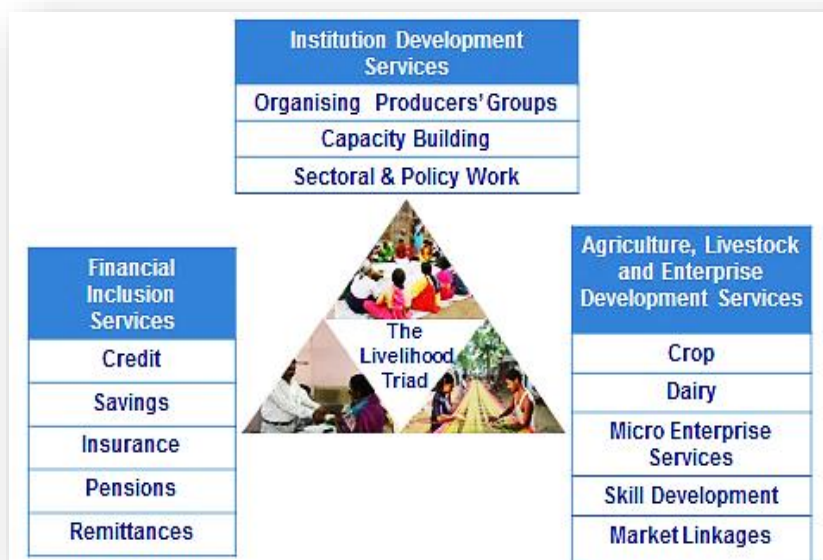 Institution Development
Services
Organising Producers' Groups
Capacity Building
Sectoral & Policy Work
Financial
Inclusion
Services
Credit
Savings
Insurance
Pensions
Remittances
The
Livelihood
Triad
Agriculture, Livestock
and Enterprise
Development Services
Crop
Dairy
Micro Enterprise
Services
Skill Development
Market Linkages